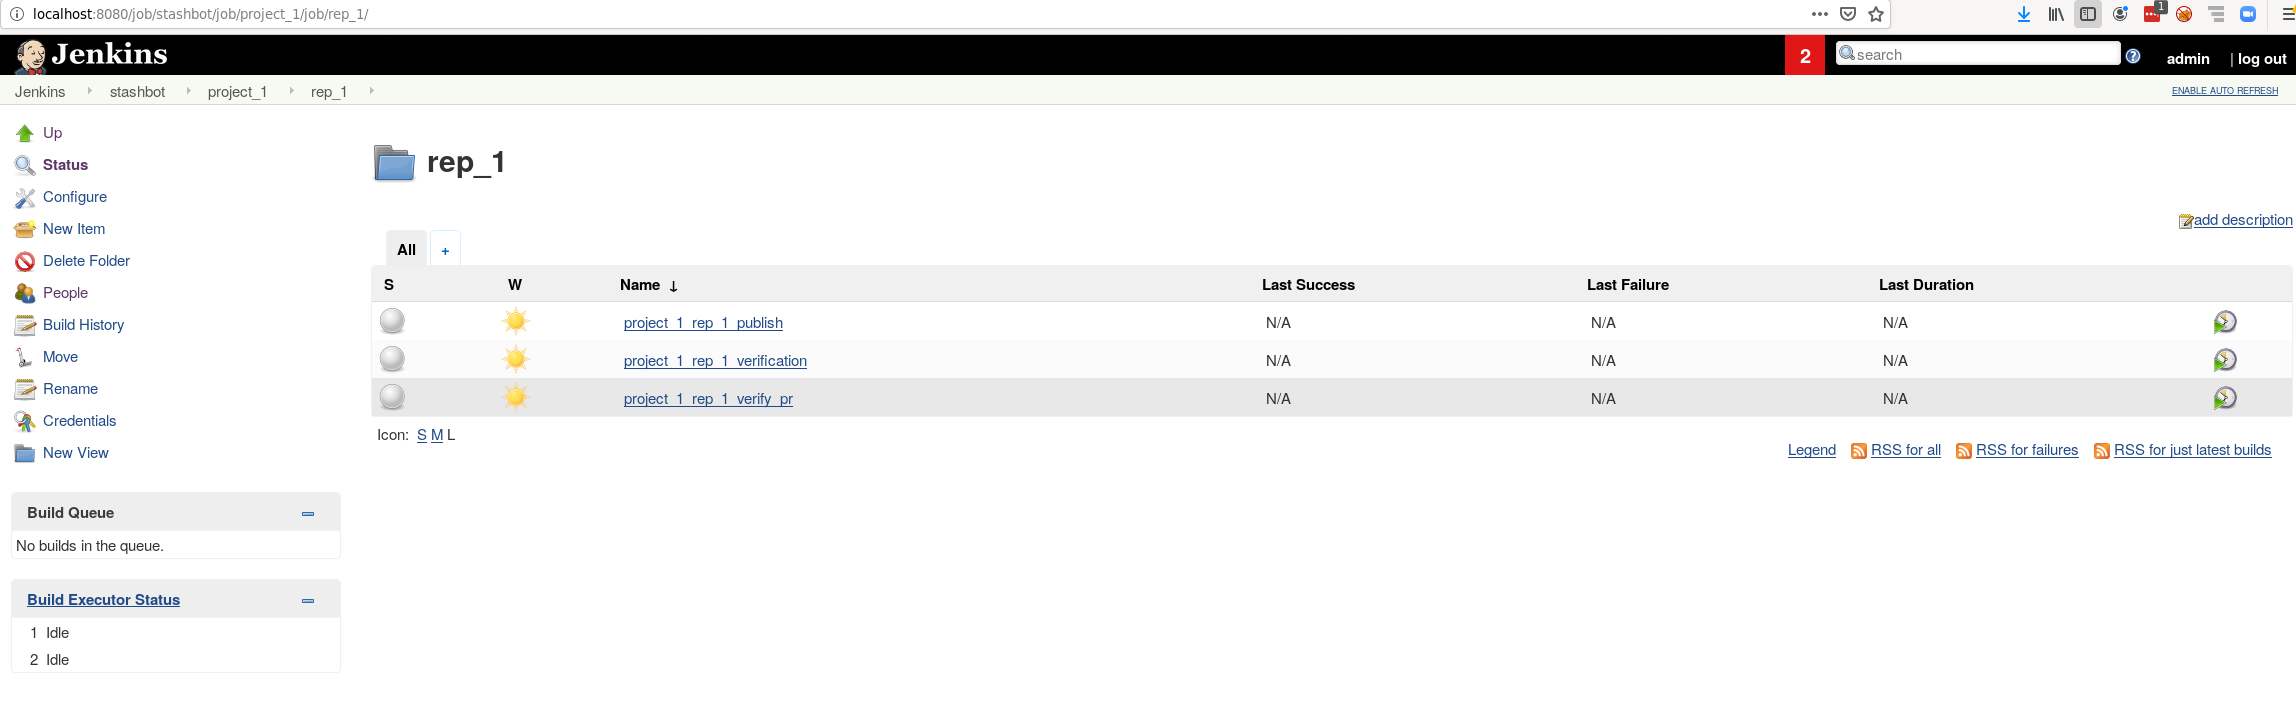 localhost:8080/job/stashbot/job/project_1/job/rep_1/
1
Jenkins
2
search
?
admin
| log out
Jenkins
stashbot
project_1
rep_1
ENABLE AUTO REFRESH
Up
Status
Configure
New Item
Delete Folder
People
Build History
Move
Rename
Credentials
New View
Build Queue
No builds in the queue.
Build Executor Status
1 Idle
2 Idle
rep_1
add description
All
+
S W Name ↓ Last Success Last Failure Last Duration
project_1_rep_1_publish N/A N/A N/A
project_1_rep_1_verification N/A N/A N/A
project_1_rep_1_verify_pr N/A N/A N/A
Icon: S M L
Legend RSS for all RSS for failures RSS for just latest builds